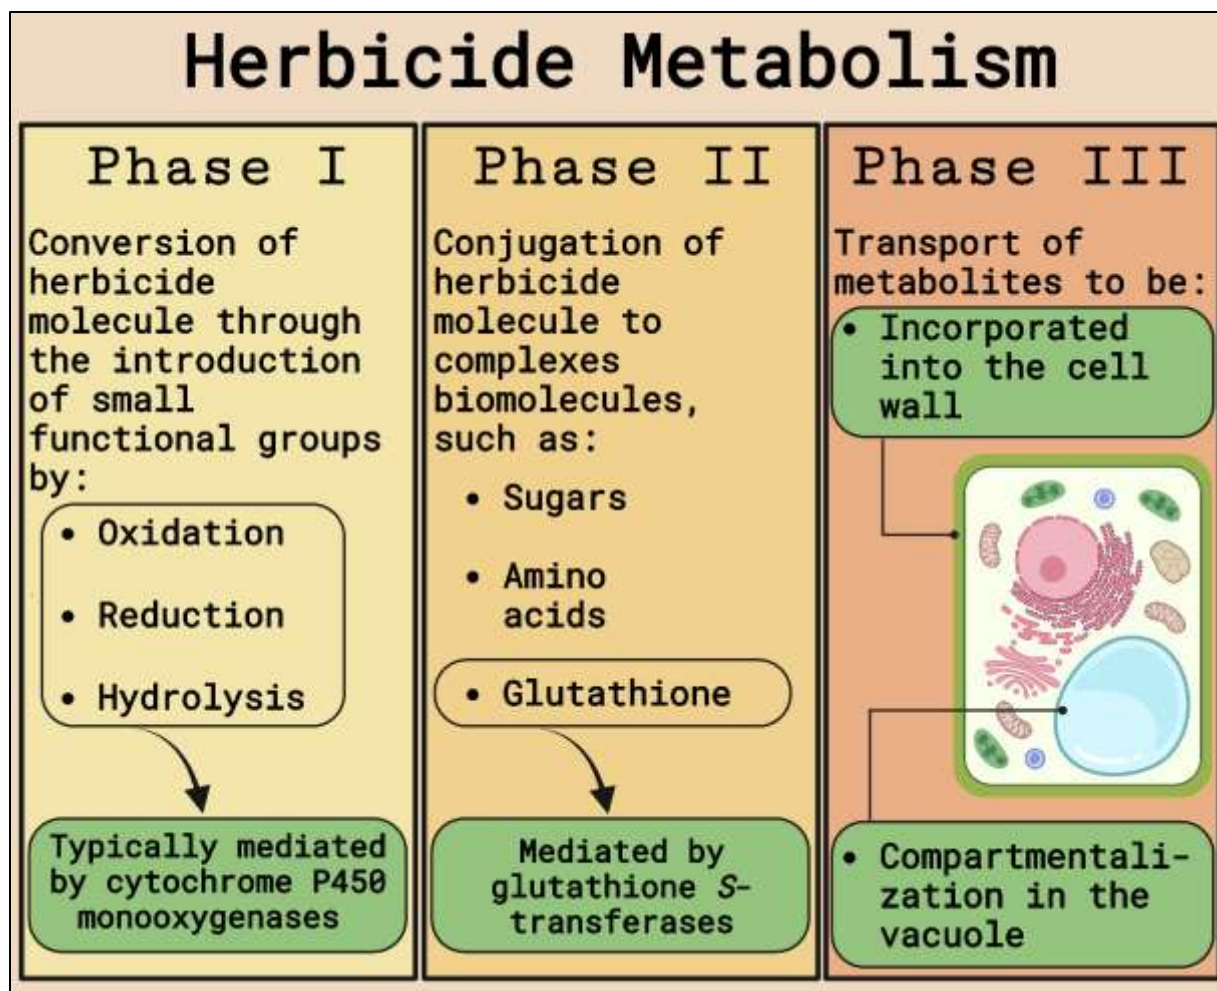 Herbicide Metabolism
Phase I
Conversion of
herbicide
molecule through
the introduction
of small
functional groups
by:
• Oxidation
• Reduction
• Hydrolysis
Typically mediated
by cytochrome P450
monooxygenases
Phase II
Conjugation of
herbicide
molecule to
complexes
biomolecules,
such as:
• Sugars
• Amino
acids
• Glutathione
Mediated by
glutathione S-
transferases
Phase III
Transport of
metabolites to be:
• Incorporated
into the cell
wall
• Compartmentali-
zation in the
vacuole